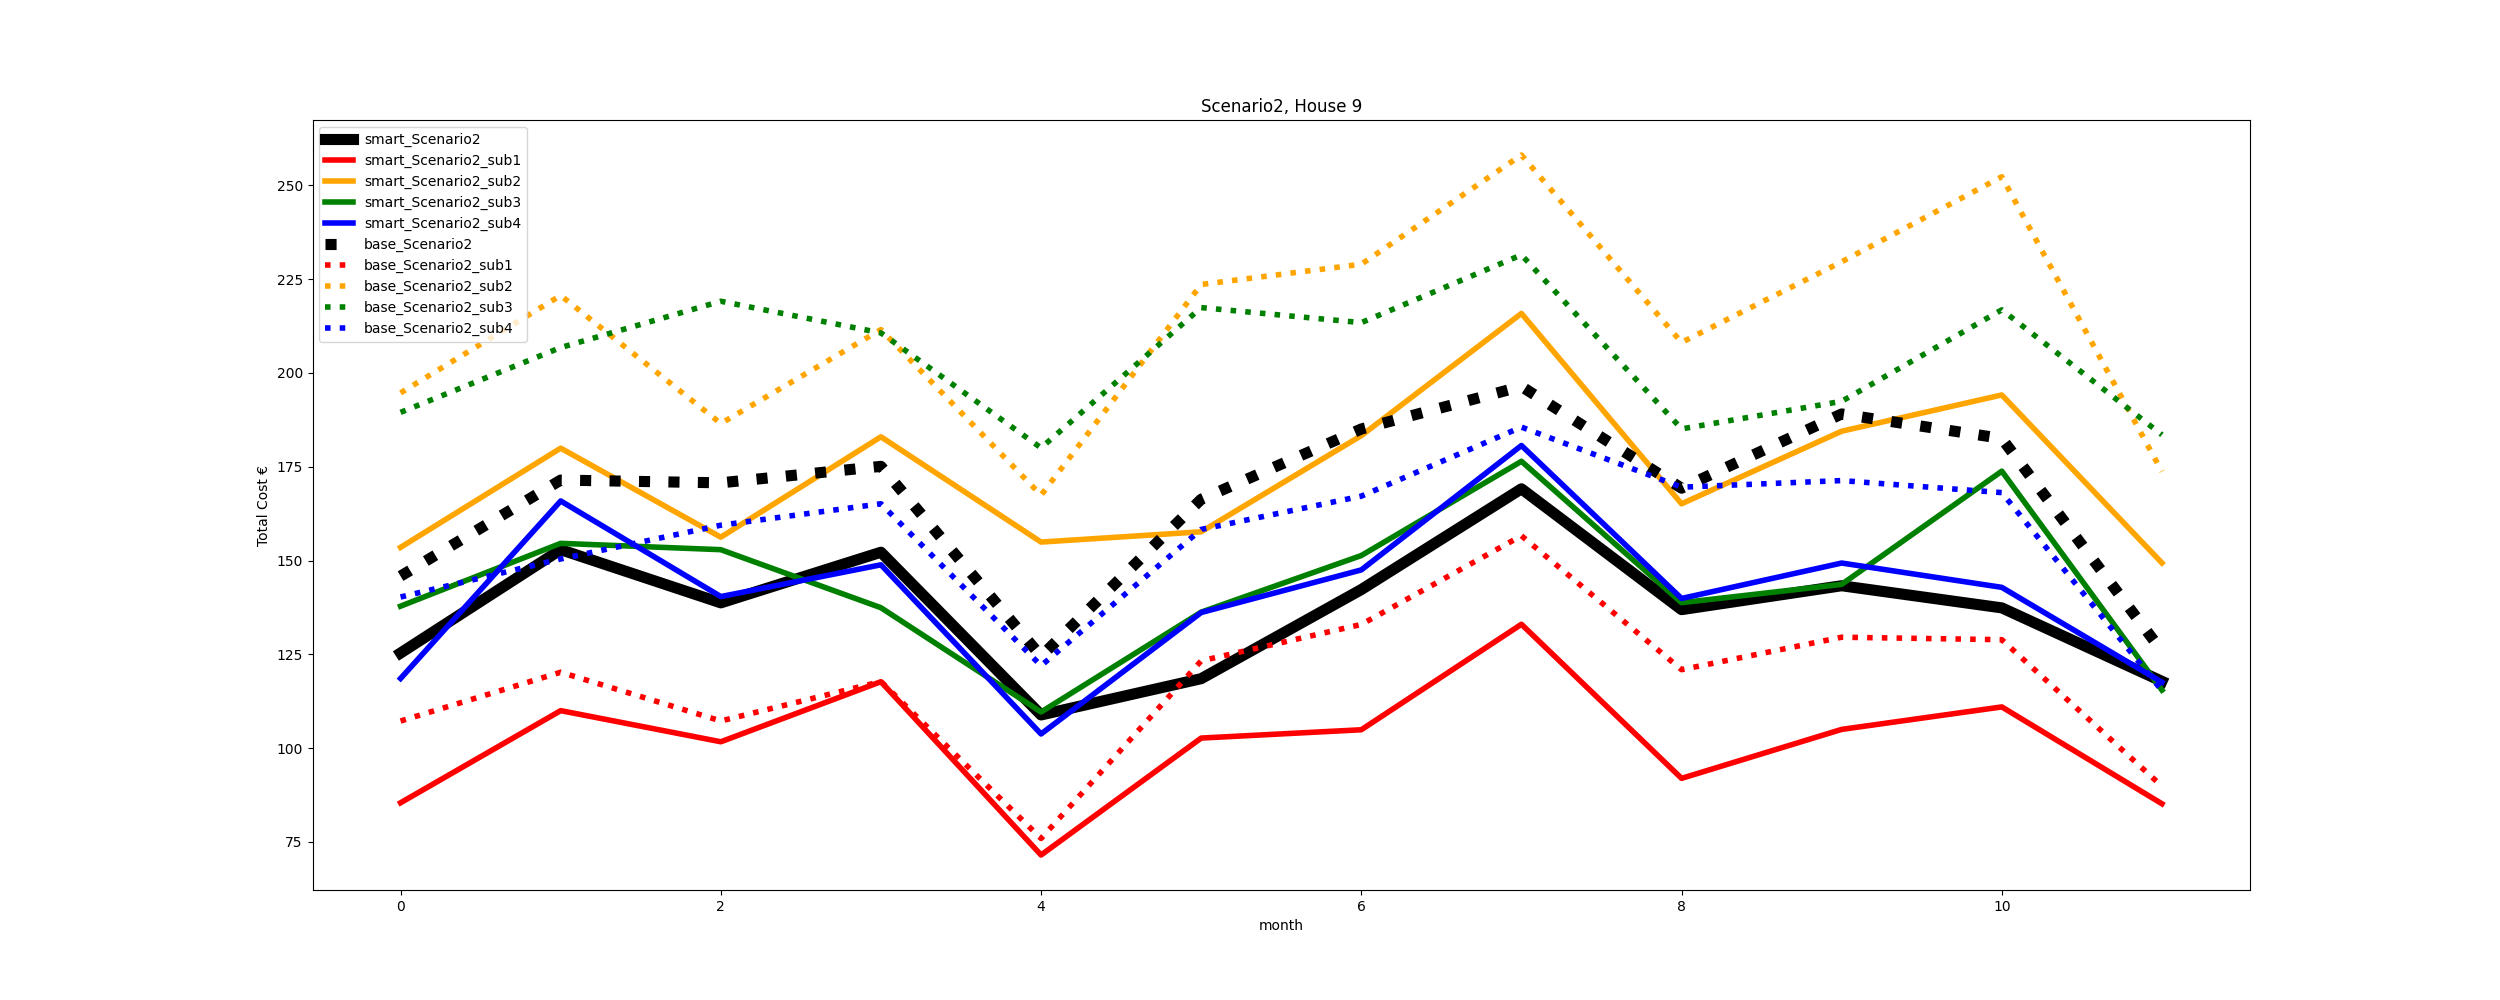 Scenario2, House 9
smart_Scenario2
smart_Scenario2_sub1
smart_Scenario2_sub2
smart_Scenario2_sub3
smart_Scenario2_sub4
base_Scenario2
base_Scenario2_sub1
base_Scenario2_sub2
base_Scenario2_sub3
base_Scenario2_sub4
Total Cost €
250
225
200
175
150
125
100
75
0 2 4 6 8 10
month